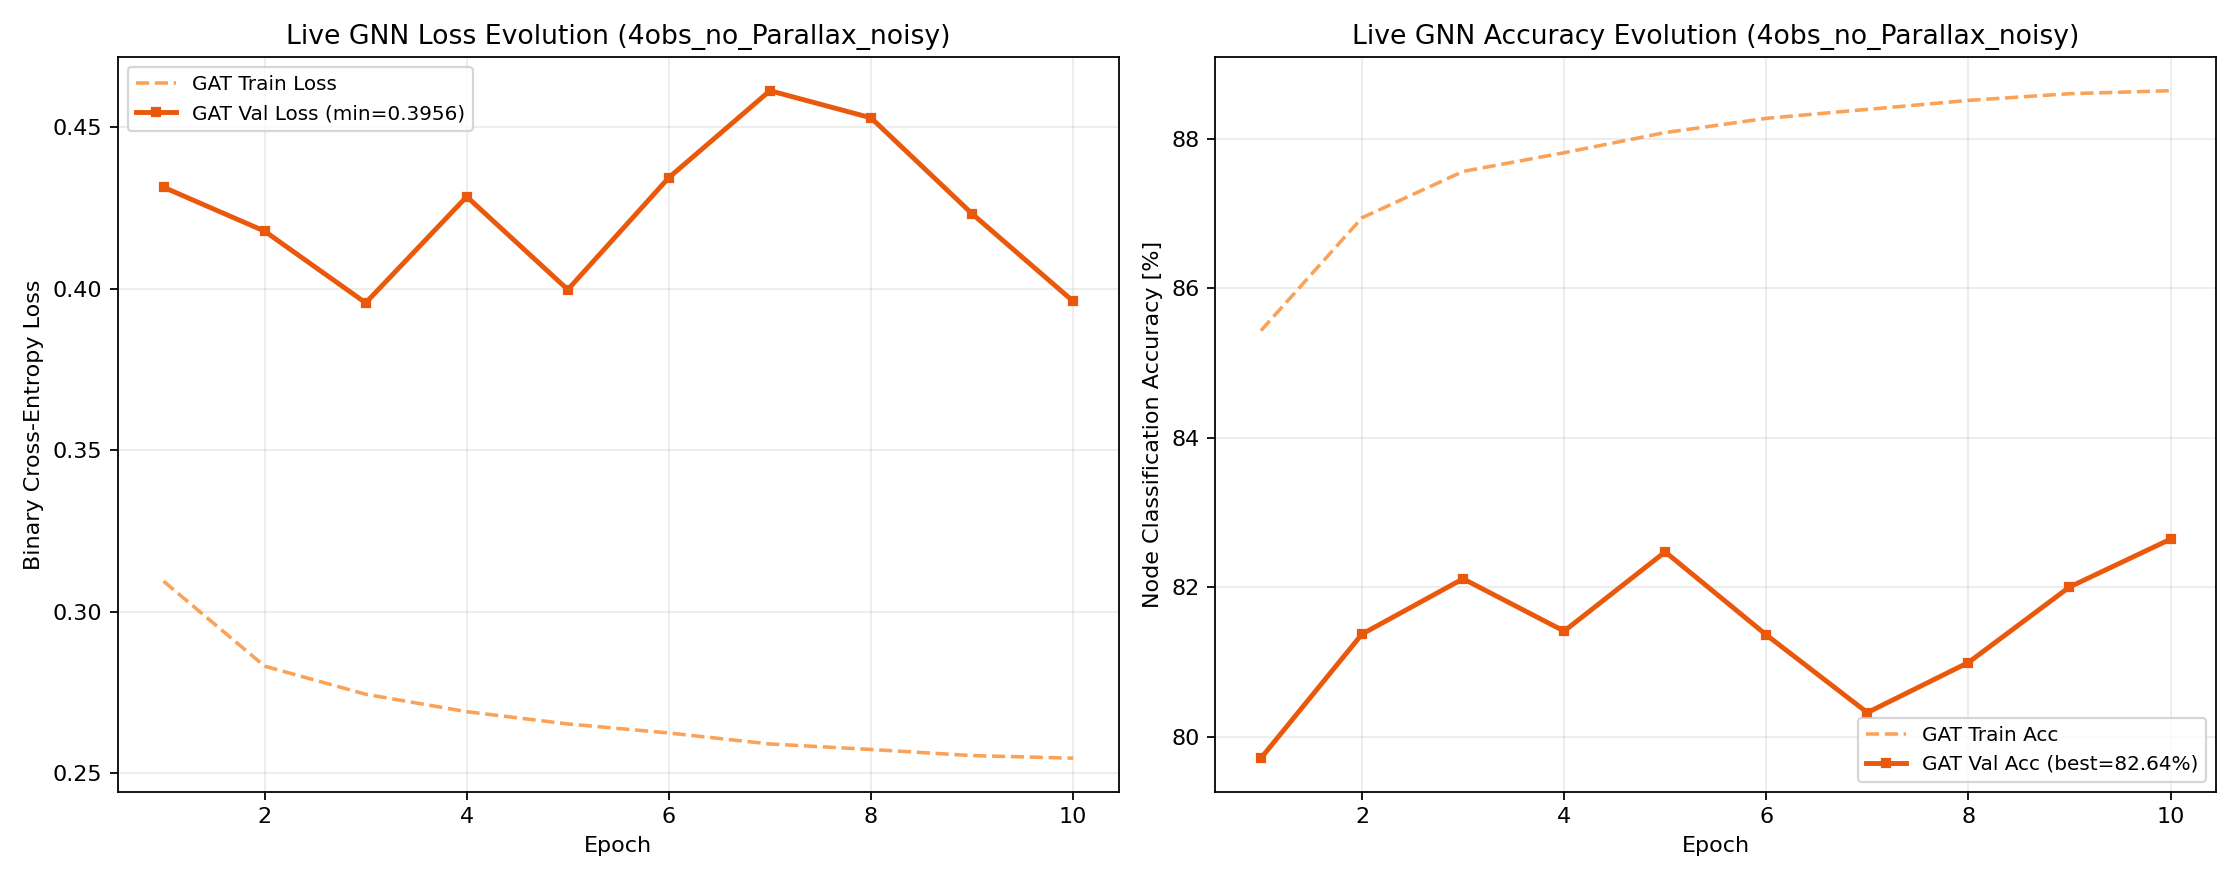 Live GNN Loss Evolution (4obs_no_Parallax_noisy)
GAT Train Loss
GAT Val Loss (min=0.3956)
Binary Cross-Entropy Loss
0.45
0.40
0.35
0.30
0.25
2 4 6 8 10
Epoch
Live GNN Accuracy Evolution (4obs_no_Parallax_noisy)
Node Classification Accuracy [%]
88
86
84
82
80
GAT Train Acc
GAT Val Acc (best=82.64%)
2 4 6 8 10
Epoch